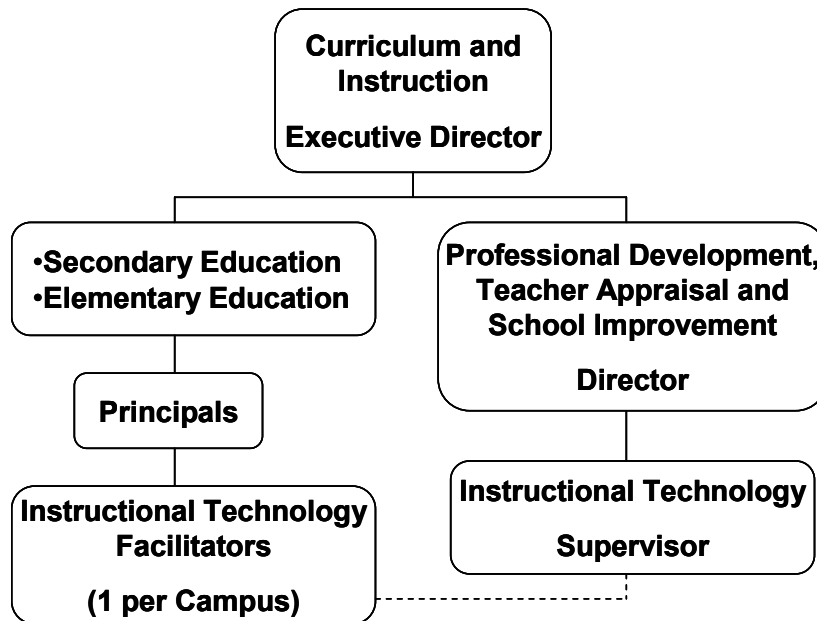 Curriculum and
Instruction
Executive Director
•Secondary Education
•Elementary Education
Professional Development,
Teacher Appraisal and
School Improvement
Director
Principals
Instructional Technology
Facilitators
(1 per Campus)
Instructional Technology
Supervisor